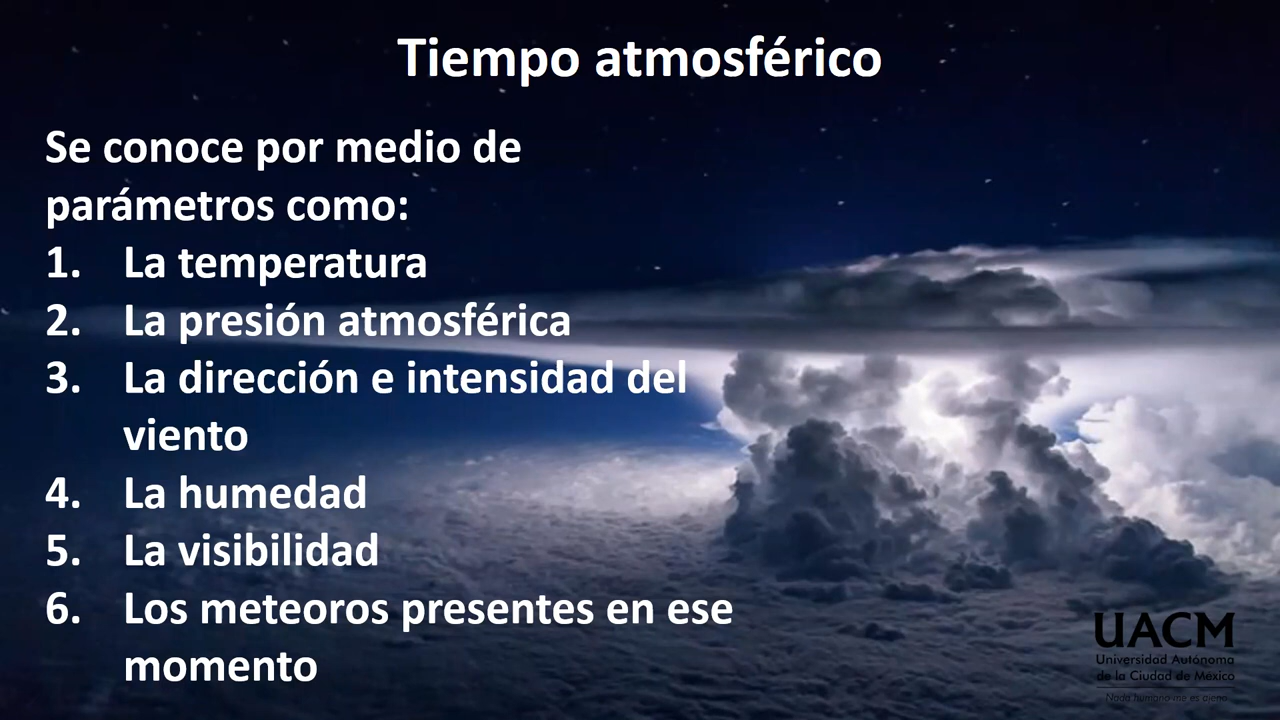 Tiempo atmosférico
Se conoce por medio de
parámetros como:
1. La temperatura
2. La presión atmosférica
3. La dirección e intensidad del
viento
4. La humedad
5. La visibilidad
6. Los meteoros presentes en ese
momento
UACM
Universidad Autónoma
de la Ciudad de México
Nada humano me es ajeno